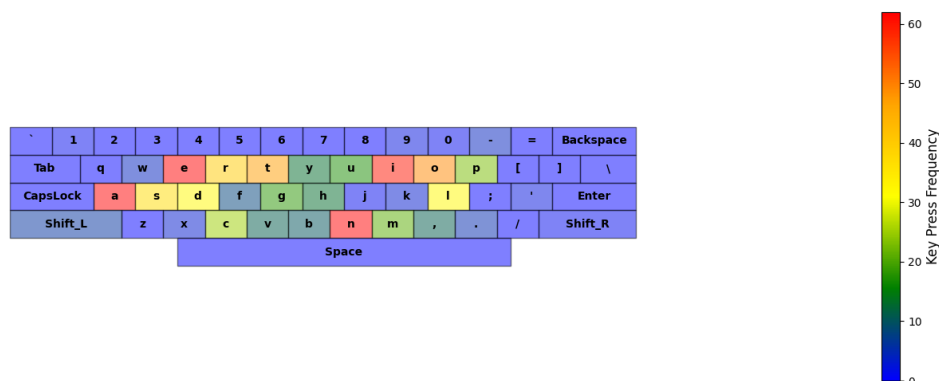 ` 1 2 3 4 5 6 7 8 9 0 - = Backspace
Tab q w e r t y u i o p [ ] \
CapsLock a s d f g h j k l ; ' Enter
Shift_L z x c v b n m , . / Shift_R
Space
60
50
40
30
20
10
0
Key Press Frequency